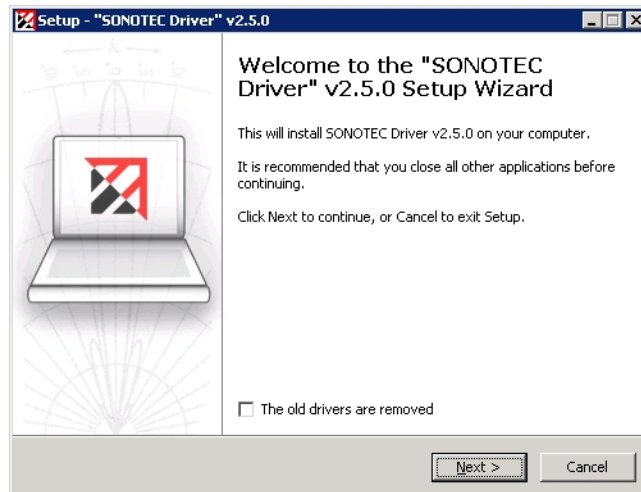 Setup - "SONOTEC Driver" v2.5.0
Welcome to the "SONOTEC
Driver" v2.5.0 Setup Wizard
This will install SONOTEC Driver v2.5.0 on your computer.
It is recommended that you close all other applications before
continuing.
Click Next to continue, or Cancel to exit Setup.
The old drivers are removed
Next >
Cancel